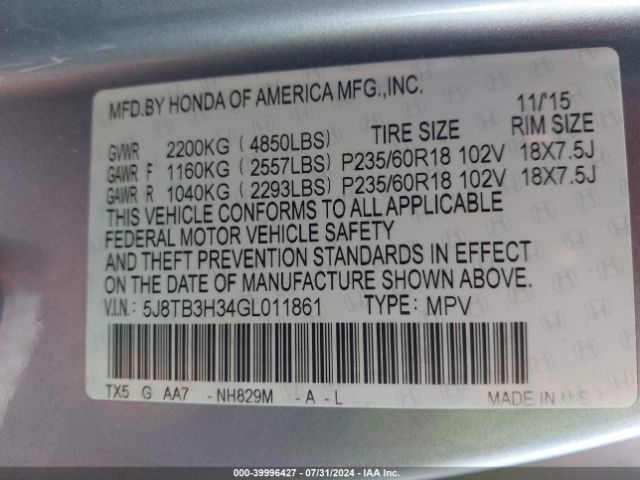 MFD.BY HONDA OF AMERICA MFG.,INC. 11/15
TIRE SIZE RIM SIZE
GVWR 2200KG ( 4850LBS)
GAWR F 1160KG ( 2557LBS) P235/60R18 102V 18X7.5J
GAWR R 1040KG ( 2293LBS) P235/60R18 102V 18X7.5J
THIS VEHICLE CONFORMS TO ALL APPLICABLE
FEDERAL MOTOR VEHICLE SAFETY
AND THEFT PREVENTION STANDARDS IN EFFECT
ON THE DATE OF MANUFACTURE SHOWN ABOVE.
V.I.N. : 5J8TB3H34GL011861 TYPE: MPV
TX5 G AA7 - NH829M - A - L MADE IN U.S.A
000-39996427 - 07/31/2024 - IAA Inc.